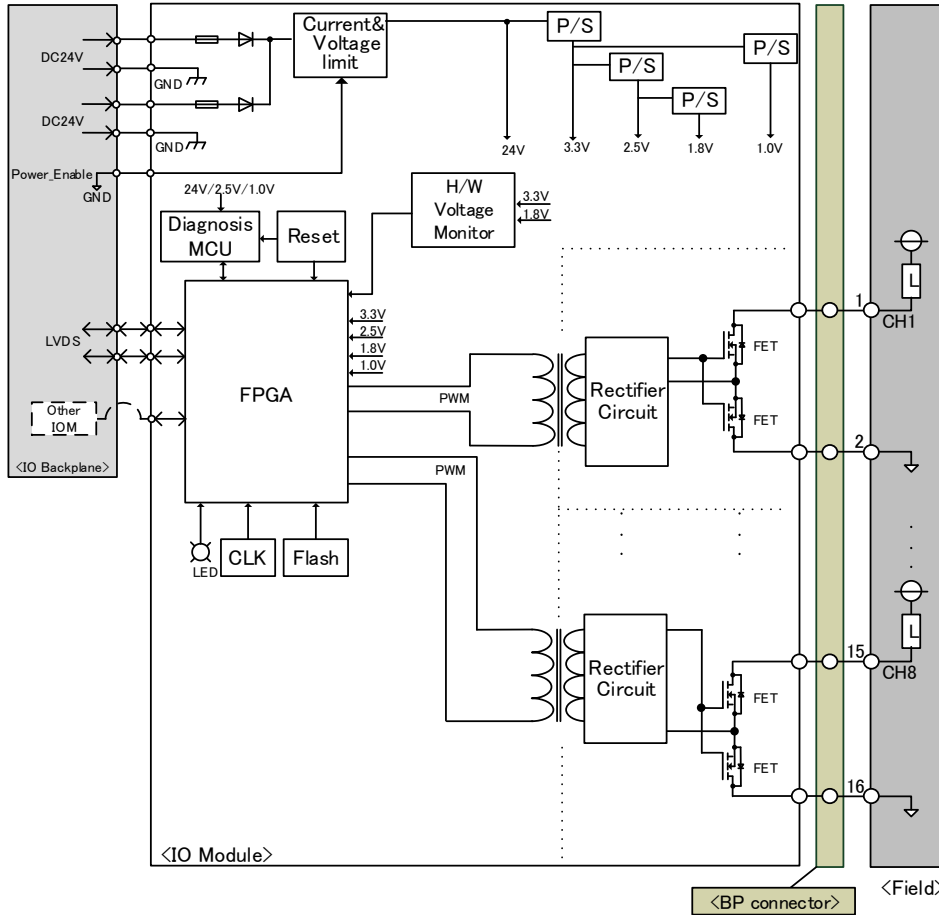 Current&
Voltage
limit
P/S
P/S
P/S
P/S
DC24V
GND
DC24V
GND
24V
3.3V
2.5V
1.8V
1.0V
Power_Enable
GND
24V/2.5V/1.0V
H/W
Voltage
Monitor
3.3V
1.8V
Diagnosis
MCU
Reset
LVDS
FPGA
3.3V
2.5V
1.8V
1.0V
PWM
Rectifier
Circuit
FET
FET
1
L
CH1
2
Other
IOM
<IO Backplane>
PWM
LED
CLK
Flash
Rectifier
Circuit
FET
FET
15
L
CH8
16
<IO Module>
<BP connector>
<Field>